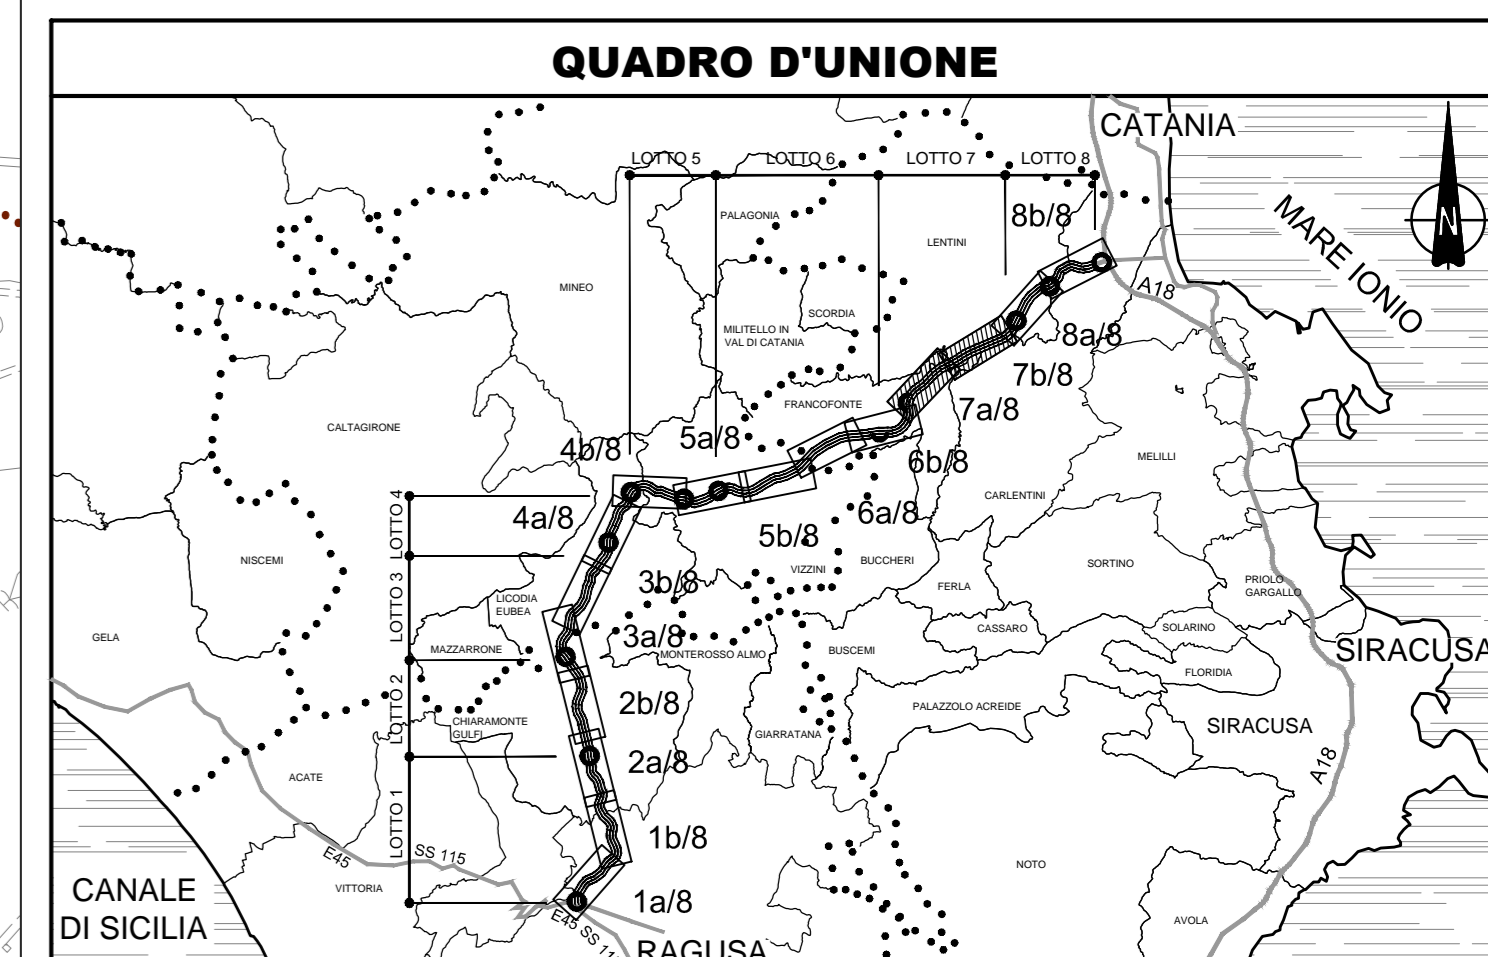 QUADRO D'UNIONE
CATANIA
LOTTO 5
LOTTO 6
LOTTO 7
LOTTO 8
8b/8
PALAGONIA
LENTINI
MARE IONIO
N
MINEO
A18
SCORDIA
MILITELLO IN
VAL DI CATANIA
8a/8
7b/8
FRANCOFONTE
7a/8
CALTAGIRONE
5a/8
4b/8
6b/8
MELILLI
CARLENTINI
4a/8
6a/8
LOTTO 4
5b/8
NISCEMI
VIZZINI
BUCCHERI
SORTINO
3b/8
FERLA
PRIOLO
GARGALLO
LICODIA
EUBEA
LOTTO 3
GELA
3a/8
CASSARO
SOLARINO
MAZZARRONE
MONTEROSSO ALMO
BUSCEMI
SIRACUSA
FLORIDIA
LOTTO 2
2b/8
PALAZZOLO ACREIDE
CHIARAMONTE
GULFI
GIARRATANA
SIRACUSA
2a/8
ACATE
A18
LOTTO 1
1b/8
E45
SS 115
NOTO
VITTORIA
CANALE
DI SICILIA
1a/8
E45 SS 11
AVOLA
RAGUSA